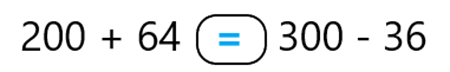 200 + 64 = 300 - 36